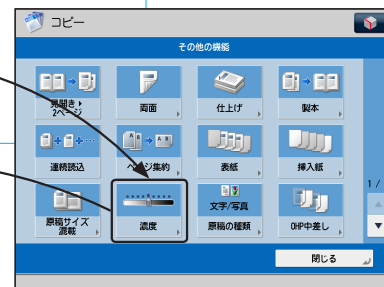 コピー
その他の機能
見開き▸
2ページ
両面
仕上げ
製本
連続読込
ページ集約
表紙
挿入紙
文字/写真
原稿サイズ
混載
濃度
原稿の種類
OHP中差し
1 /
閉じる